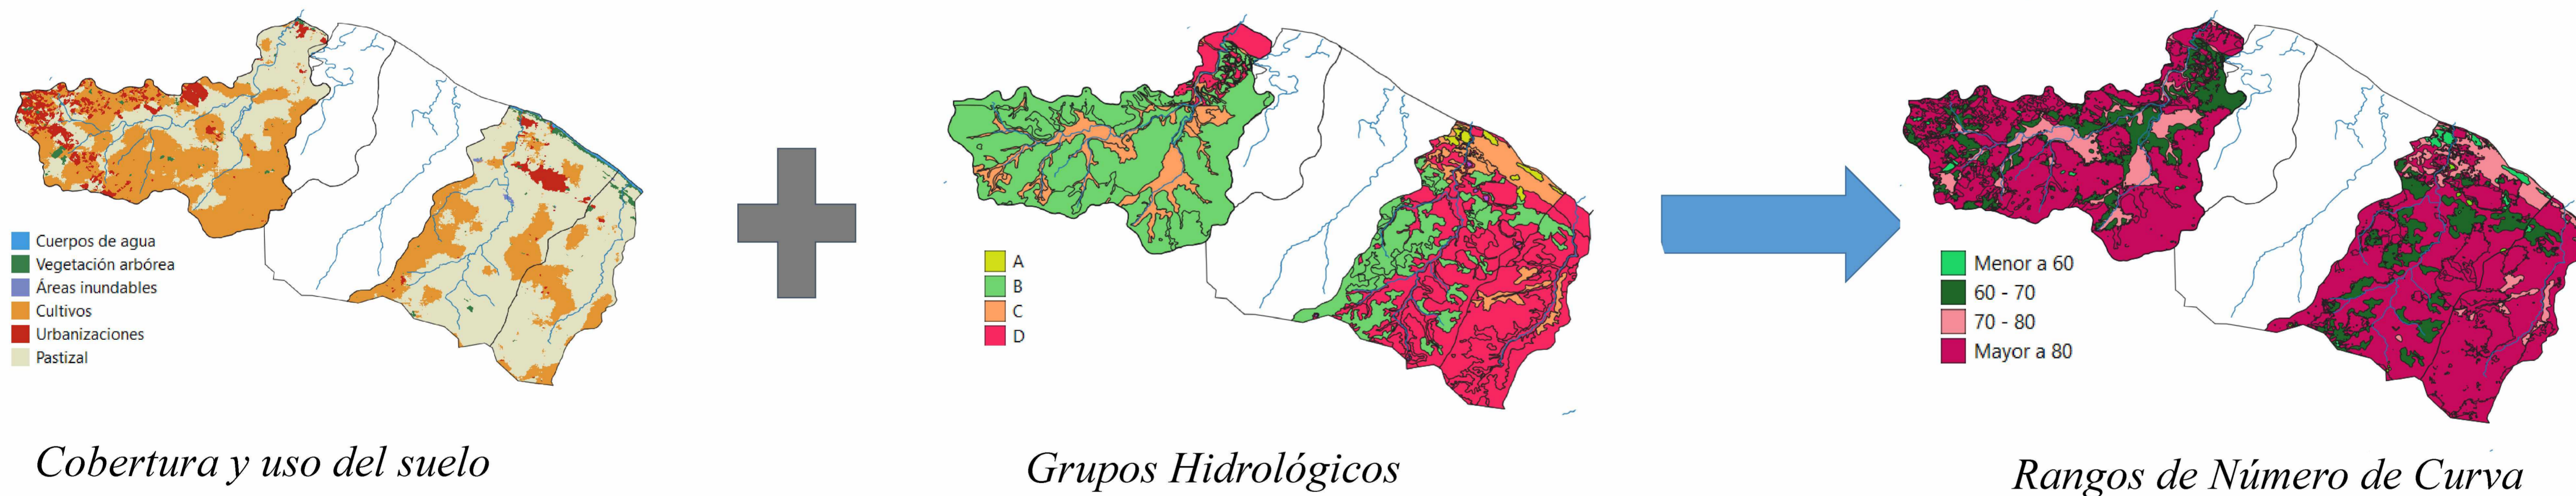 Cuerpos de agua
Vegetación arbórea
Áreas inundables
Cultivos
Urbanizaciones
Pastizal
Cobertura y uso del suelo
A
B
C
D
Grupos Hidrológicos
Menor a 60
60 - 70
70 - 80
Mayor a 80
Rangos de Número de Curva